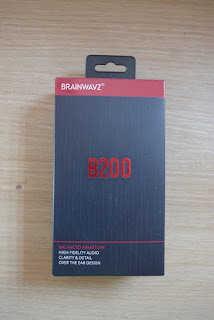 BRAINWAVZ®
B200
BALANCED ARMATURE
HIGH FIDELITY AUDIO
CLARITY & DETAIL
OVER THE EAR DESIGN